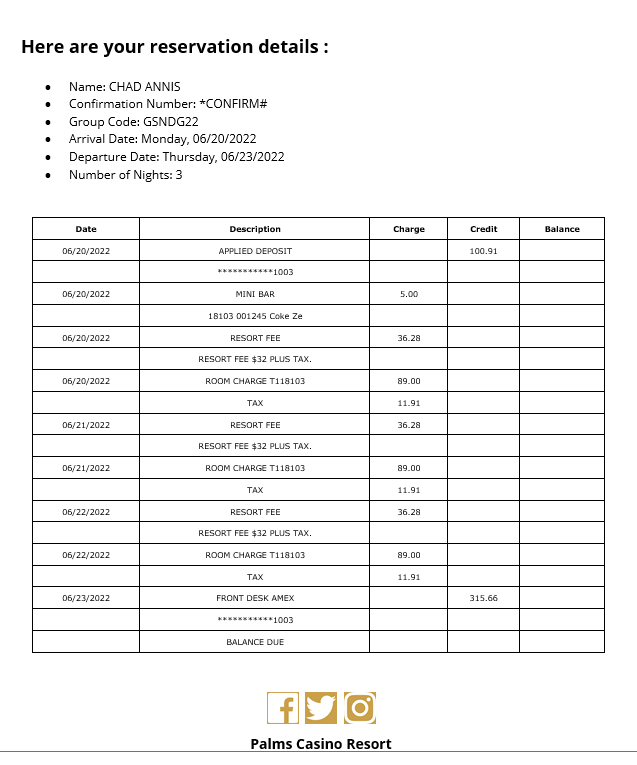 Here are your reservation details :
• Name: CHAD ANNIS
• Confirmation Number: *CONFIRM#
• Group Code: GSNDG22
• Arrival Date: Monday, 06/20/2022
• Departure Date: Thursday, 06/23/2022
• Number of Nights: 3
Date Description Charge Credit Balance
06/20/2022 APPLIED DEPOSIT 100.91
***********1003
06/20/2022 MINI BAR 5.00
18103 001245 Coke Ze
06/20/2022 RESORT FEE 36.28
RESORT FEE $32 PLUS TAX.
06/20/2022 ROOM CHARGE T118103 89.00
TAX 11.91
06/21/2022 RESORT FEE 36.28
RESORT FEE $32 PLUS TAX.
06/21/2022 ROOM CHARGE T118103 89.00
TAX 11.91
06/22/2022 RESORT FEE 36.28
RESORT FEE $32 PLUS TAX.
06/22/2022 ROOM CHARGE T118103 89.00
TAX 11.91
06/23/2022 FRONT DESK AMEX 315.66
***********1003
BALANCE DUE
Palms Casino Resort